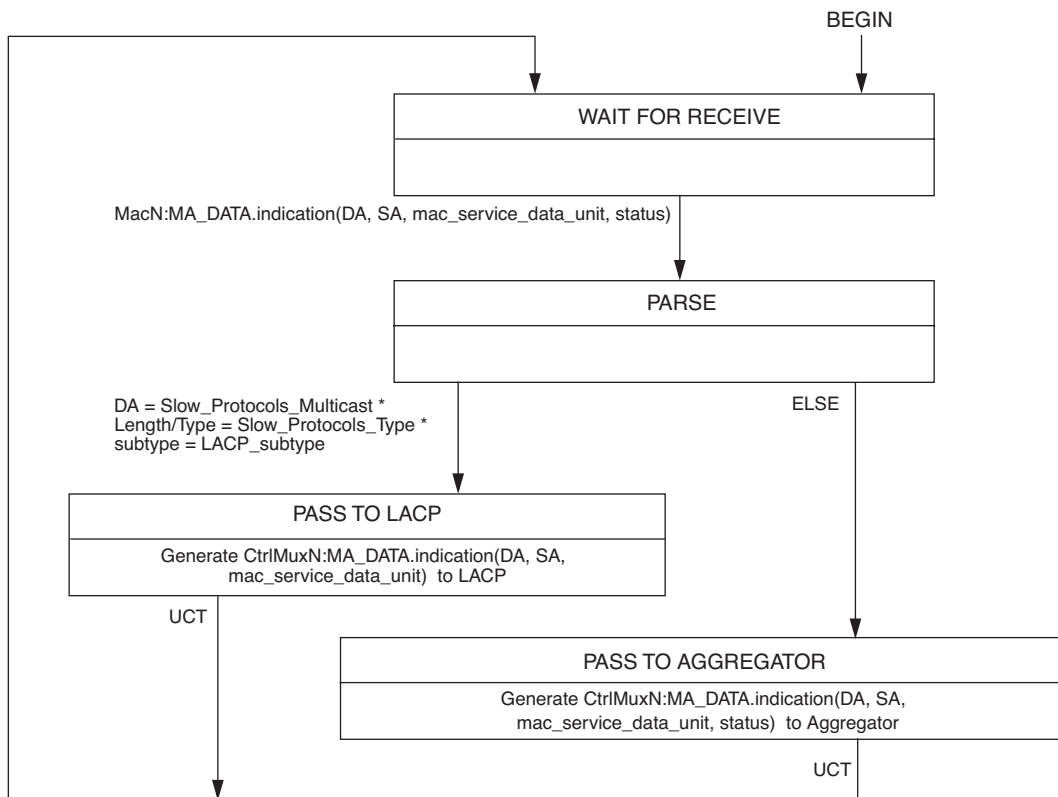 BEGIN
WAIT FOR RECEIVE
MacN:MA_DATA.indication(DA, SA, mac_service_data_unit, status)
PARSE
DA = Slow_Protocols_Multicast *
Length/Type = Slow_Protocols_Type *
subtype = LACP_subtype
ELSE
PASS TO LACP
Generate CtrlMuxN:MA_DATA.indication(DA, SA,
mac_service_data_unit) to LACP
UCT
PASS TO AGGREGATOR
Generate CtrlMuxN:MA_DATA.indication(DA, SA,
mac_service_data_unit, status) to Aggregator
UCT